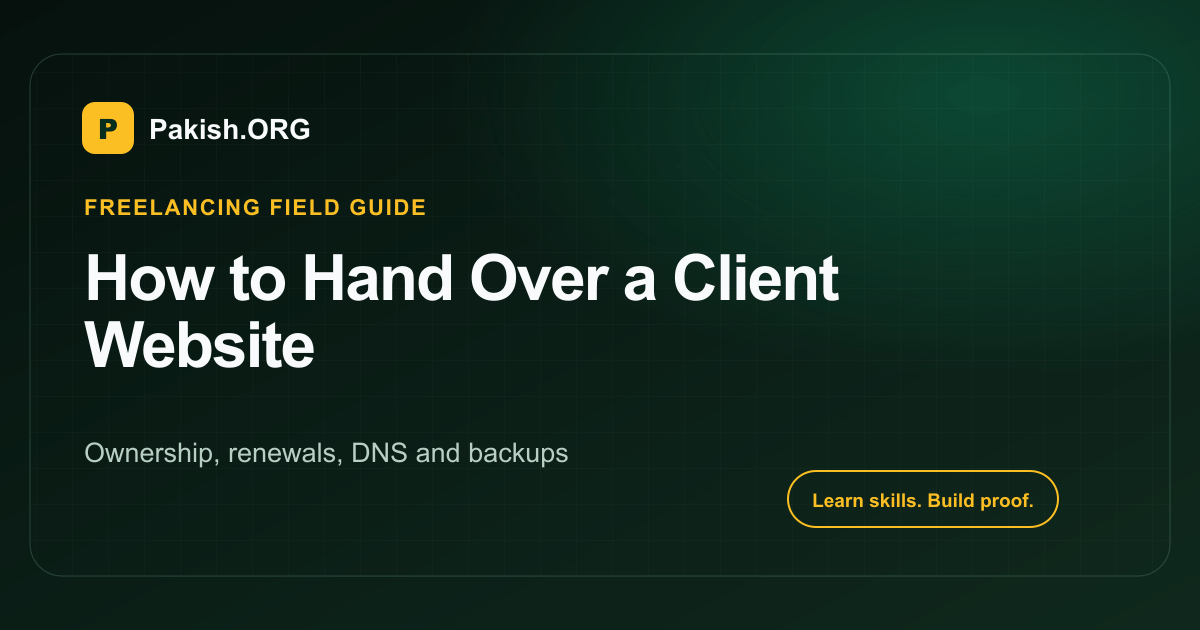 P
Pakish.ORG
FREELANCING FIELD GUIDE
How to Hand Over a Client
Website
Ownership, renewals, DNS and backups
Learn skills. Build proof.